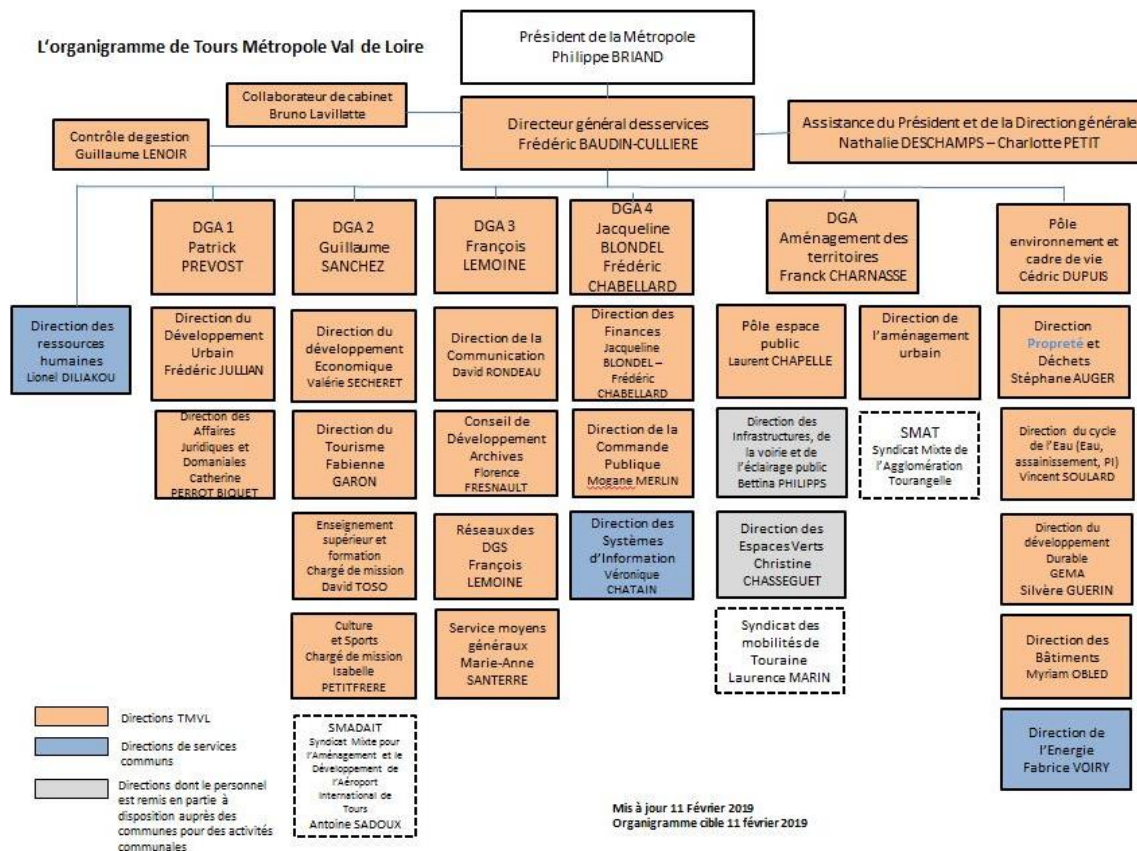 L'organigramme de Tours Métropole Val de Loire
Président de la Métropole
Philippe BRIAND
Collaborateur de cabinet
Bruno Lavillatte
Contrôle de gestion
Guillaume LENOIR
Directeur général desservices
Frédéric BAUDIN-CULLIERE
Assistance du Président et de la Direction générale
Nathalie DESCHAMPS – Charlotte PETIT
DGA 1
Patrick
PREVOST
DGA 2
Guillaume
SANCHEZ
DGA 3
François
LEMOINE
DGA 4
Jacqueline
BLONDEL
Frédéric
CHABELLARD
DGA
Aménagement des
territoires
Franck CHARNASSE
Pôle
environnement et
cadre de vie
Cédric DUPUIS
Direction des
ressources
humaines
Lionel DILIAKOU
Direction du
Développement
Urbain
Frédéric JULLIAN
Direction du
développement
Economique
Valérie SECHERET
Direction de la
Communication
David RONDEAU
Direction des
Finances
Jacqueline
BLONDEL –
Frédéric
CHABELLARD
Pôle espace
public
Laurent CHAPELLE
Direction de
l'aménagement
urbain
Direction
Propreté et
Déchets
Stéphane AUGER
Direction des
Affaires
Juridiques et
Domaniales
Catherine
PERROT BIQUET
Direction du
Tourisme
Fabienne
GARON
Conseil de
Développement
Archives
Florence
FRESNAULT
Direction de la
Commande
Publique
Mogane MERLIN
Direction des
Infrastructures, de
la voirie et de
l'éclairage public
Bettina PHILIPPS
SMAT
Syndicat Mixte de
l'Agglomération
Tourangelle
Direction du cycle
de l'Eau (Eau,
assainissement, PI)
Vincent SOULARD
Enseignement
supérieur et
formation
Chargé de mission
David TOSO
Réseaux des
DGS
François
LEMOINE
Direction des
Systèmes
d'Information
Véronique
CHATAIN
Direction des
Espaces Verts
Christine
CHASSEGUET
Direction du
développement
Durable
GEMA
Silvère GUERIN
Culture
et Sports
Chargé de mission
Isabelle
PETITFRERE
Service moyens
généraux
Marie-Anne
SANTERRE
Syndicat des
mobilités de
Touraine
Laurence MARIN
Direction des
Bâtiments
Myriam OBLED
SMADAIT
Syndicat Mixte pour
l'Aménagement et le
Développement de
l'Aéroport
International de
Tours
Antoine SADOUX
Direction de
l'Energie
Fabrice VOIRY
Directions TMVL
Directions de services
communs
Directions dont le personnel
est remis en partie à
disposition auprès des
communes pour des activités
communales
Mis à jour 11 Février 2019
Organigramme cible 11 février 2019